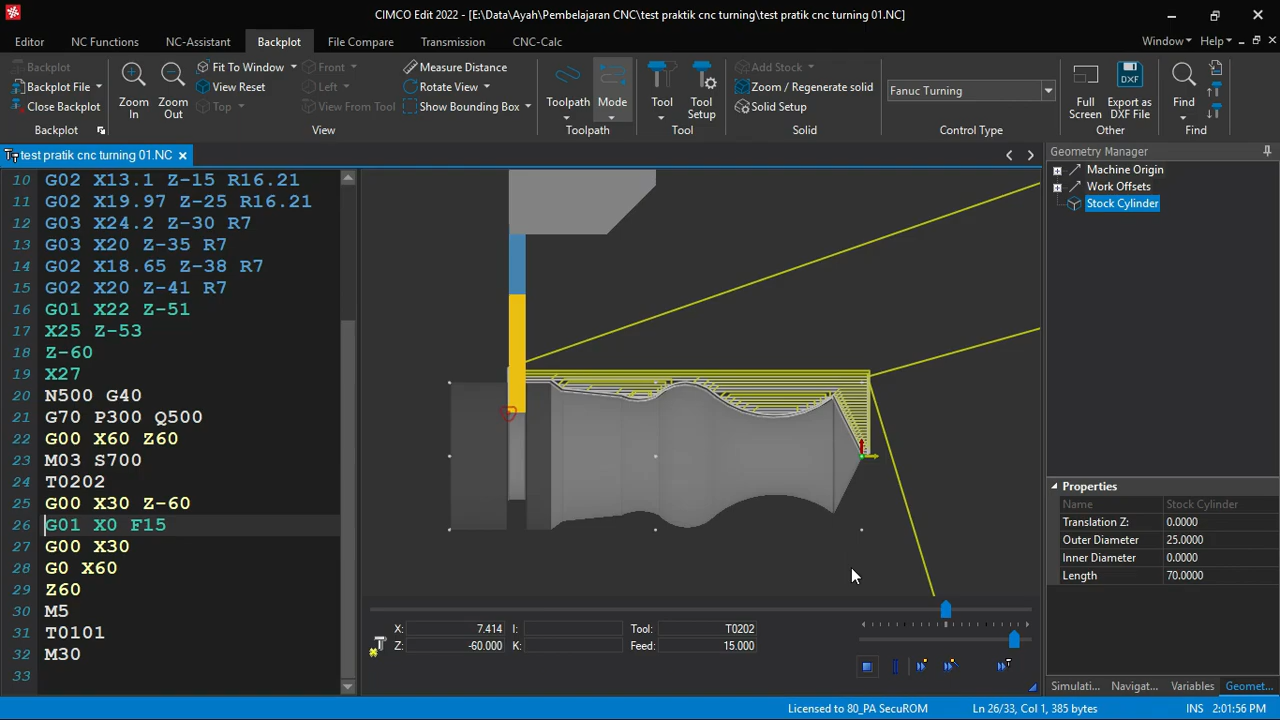 CIMCO Edit 2022 - [E:\Data\Ayah\Pembelajaran CNC\test praktik cnc turning\test pratik cnc turning 01.NC]
Editor NC Functions NC-Assistant Backplot File Compare Transmission CNC-Calc Window Help
Backplot
Backplot File
Close Backplot
Backplot
Zoom In
Zoom Out
Fit To Window
View Reset
Top
Front
Left
View From Tool
Measure Distance
Rotate View
Show Bounding Box
View
Toolpath
Mode
Toolpath
Tool
Tool Setup
Tool
Add Stock
Zoom / Regenerate solid
Solid Setup
Solid
Fanuc Turning
Control Type
Full Screen
DXF
Export as DXF File
Other
Find
Find
test pratik cnc turning 01.NC
10 G02 X13.1 Z-15 R16.21
11 G02 X19.97 Z-25 R16.21
12 G03 X24.2 Z-30 R7
13 G03 X20 Z-35 R7
14 G02 X18.65 Z-38 R7
15 G02 X20 Z-41 R7
16 G01 X22 Z-51
17 X25 Z-53
18 Z-60
19 X27
20 N500 G40
21 G70 P300 Q500
22 G00 X60 Z60
23 M03 S700
24 T0202
25 G00 X30 Z-60
26 G01 X0 F15
27 G00 X30
28 G0 X60
29 Z60
30 M5
31 T0101
32 M30
33
X: 7.414 I: Tool: T0202
Z: -60.000 K: Feed: 15.000
Geometry Manager
Machine Origin
Work Offsets
Stock Cylinder
Properties
Name Stock Cylinder
Translation Z: 0.0000
Outer Diameter 25.0000
Inner Diameter 0.0000
Length 70.0000
Simulati... Navigat... Variables Geomet...
Licensed to 80_PA SecuROM Ln 26/33, Col 1, 385 bytes INS 2:01:56 PM